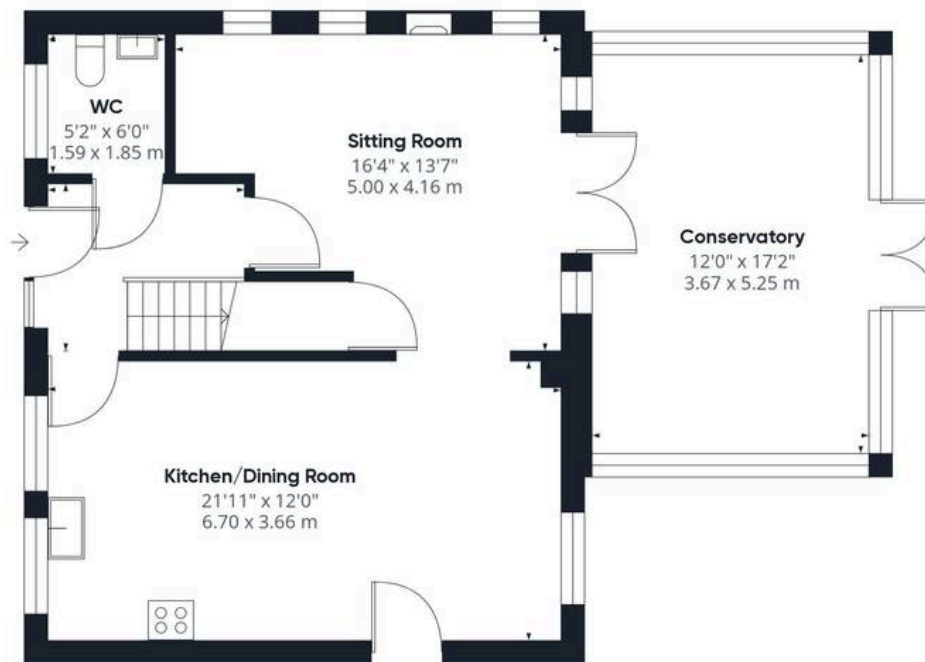 WC
5'2" x 6'0"
1.59 x 1.85 m
Sitting Room
16'4" x 13'7"
5.00 x 4.16 m
Conservatory
12'0" x 17'2"
3.67 x 5.25 m
Kitchen/Dining Room
21'11" x 12'0"
6.70 x 3.66 m